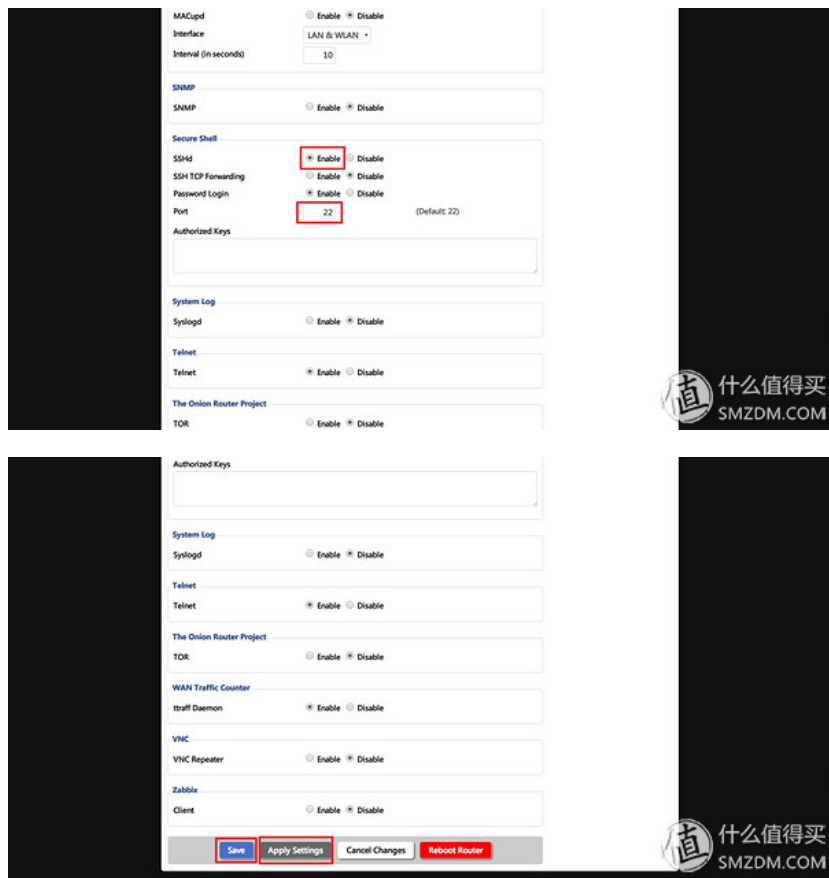 MACupd Enable Disable
Interface LAN & WLAN
Interval (in seconds) 10
SNMP
SNMP Enable Disable
Secure Shell
SSHd Enable Disable
SSH TCP Forwarding Enable Disable
Password Login Enable Disable
Port 22 (Default: 22)
Authorized Keys
System Log
Syslogd Enable Disable
Telnet
Telnet Enable Disable
The Onion Router Project
TOR Enable Disable
值 什么值得买
SMZDM.COM
Authorized Keys
System Log
Syslogd Enable Disable
Telnet
Telnet Enable Disable
The Onion Router Project
TOR Enable Disable
WAN Traffic Counter
ttraff Daemon Enable Disable
VNC
VNC Repeater Enable Disable
Zabbix
Client Enable Disable
Save Apply Settings Cancel Changes Reboot Router
值 什么值得买
SMZDM.COM